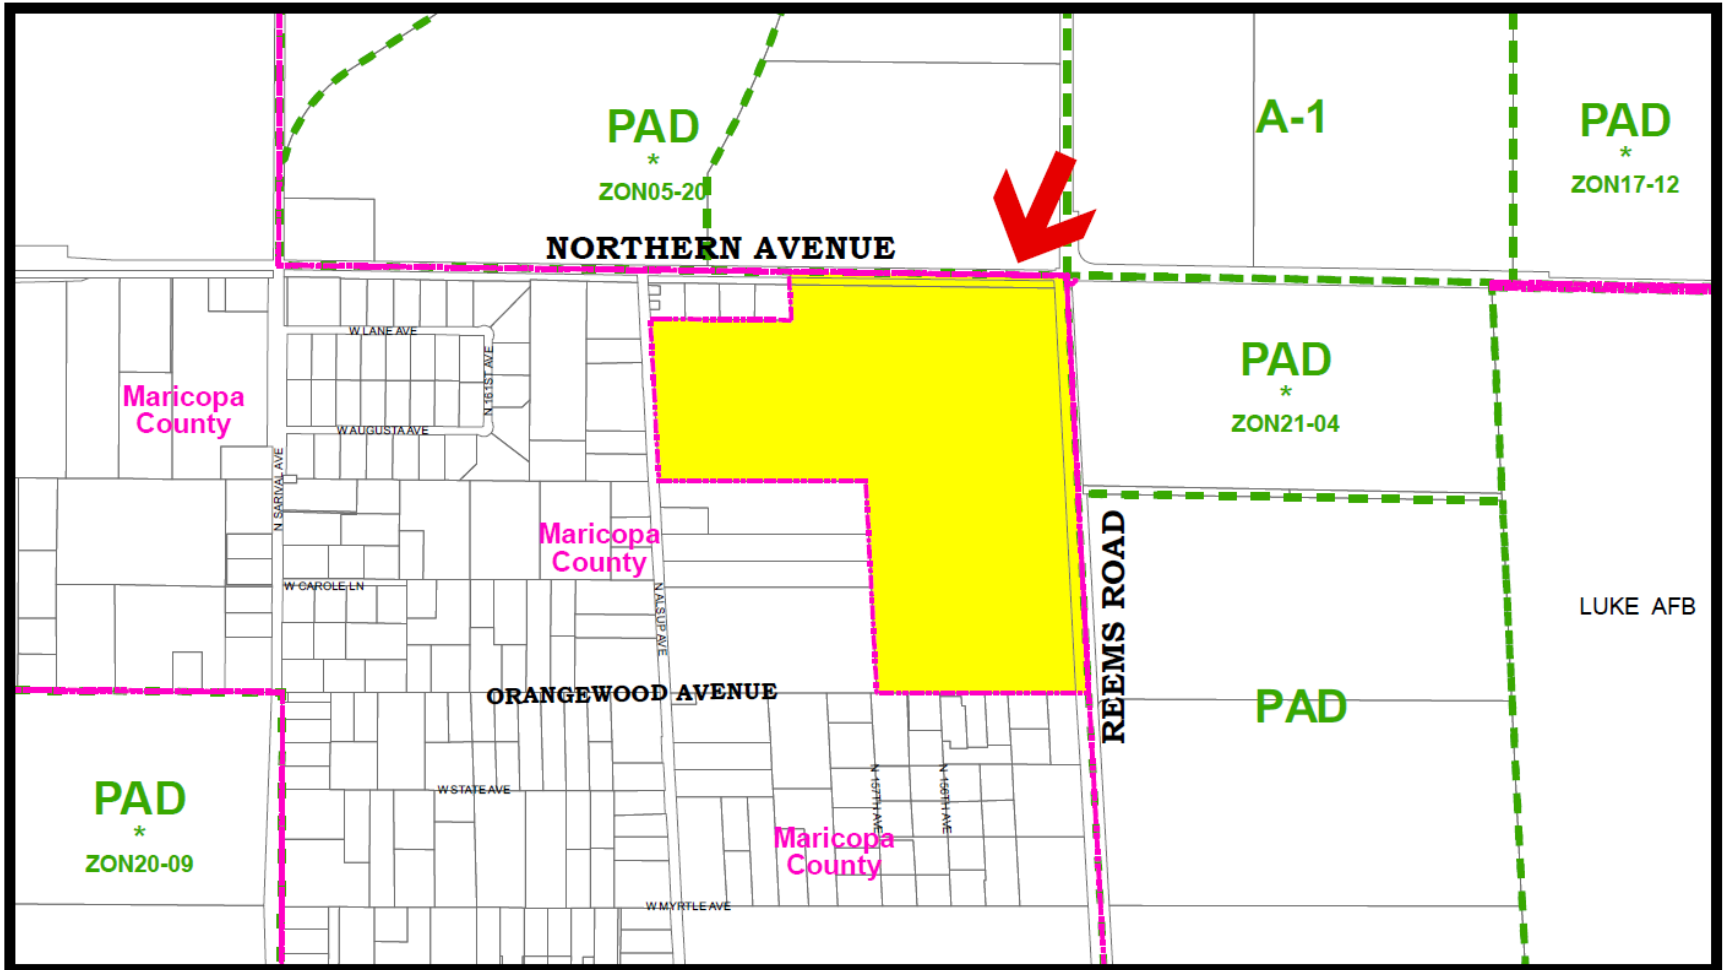 PAD
*
ZON05-20
A-1
PAD
*
ZON17-12
NORTHERN AVENUE
W LANE AVE
N 161ST AVE
W AUGUSTA AVE
Maricopa
County
PAD
*
ZON21-04
N SARIVAL AVE
Maricopa
County
W CAROLE LN
N ALSUP AVE
REEMS ROAD
LUKE AFB
ORANGEWOOD AVENUE
PAD
PAD
*
ZON20-09
W STATE AVE
N 157TH AVE
N 156TH AVE
Maricopa
County
W MYRTLE AVE